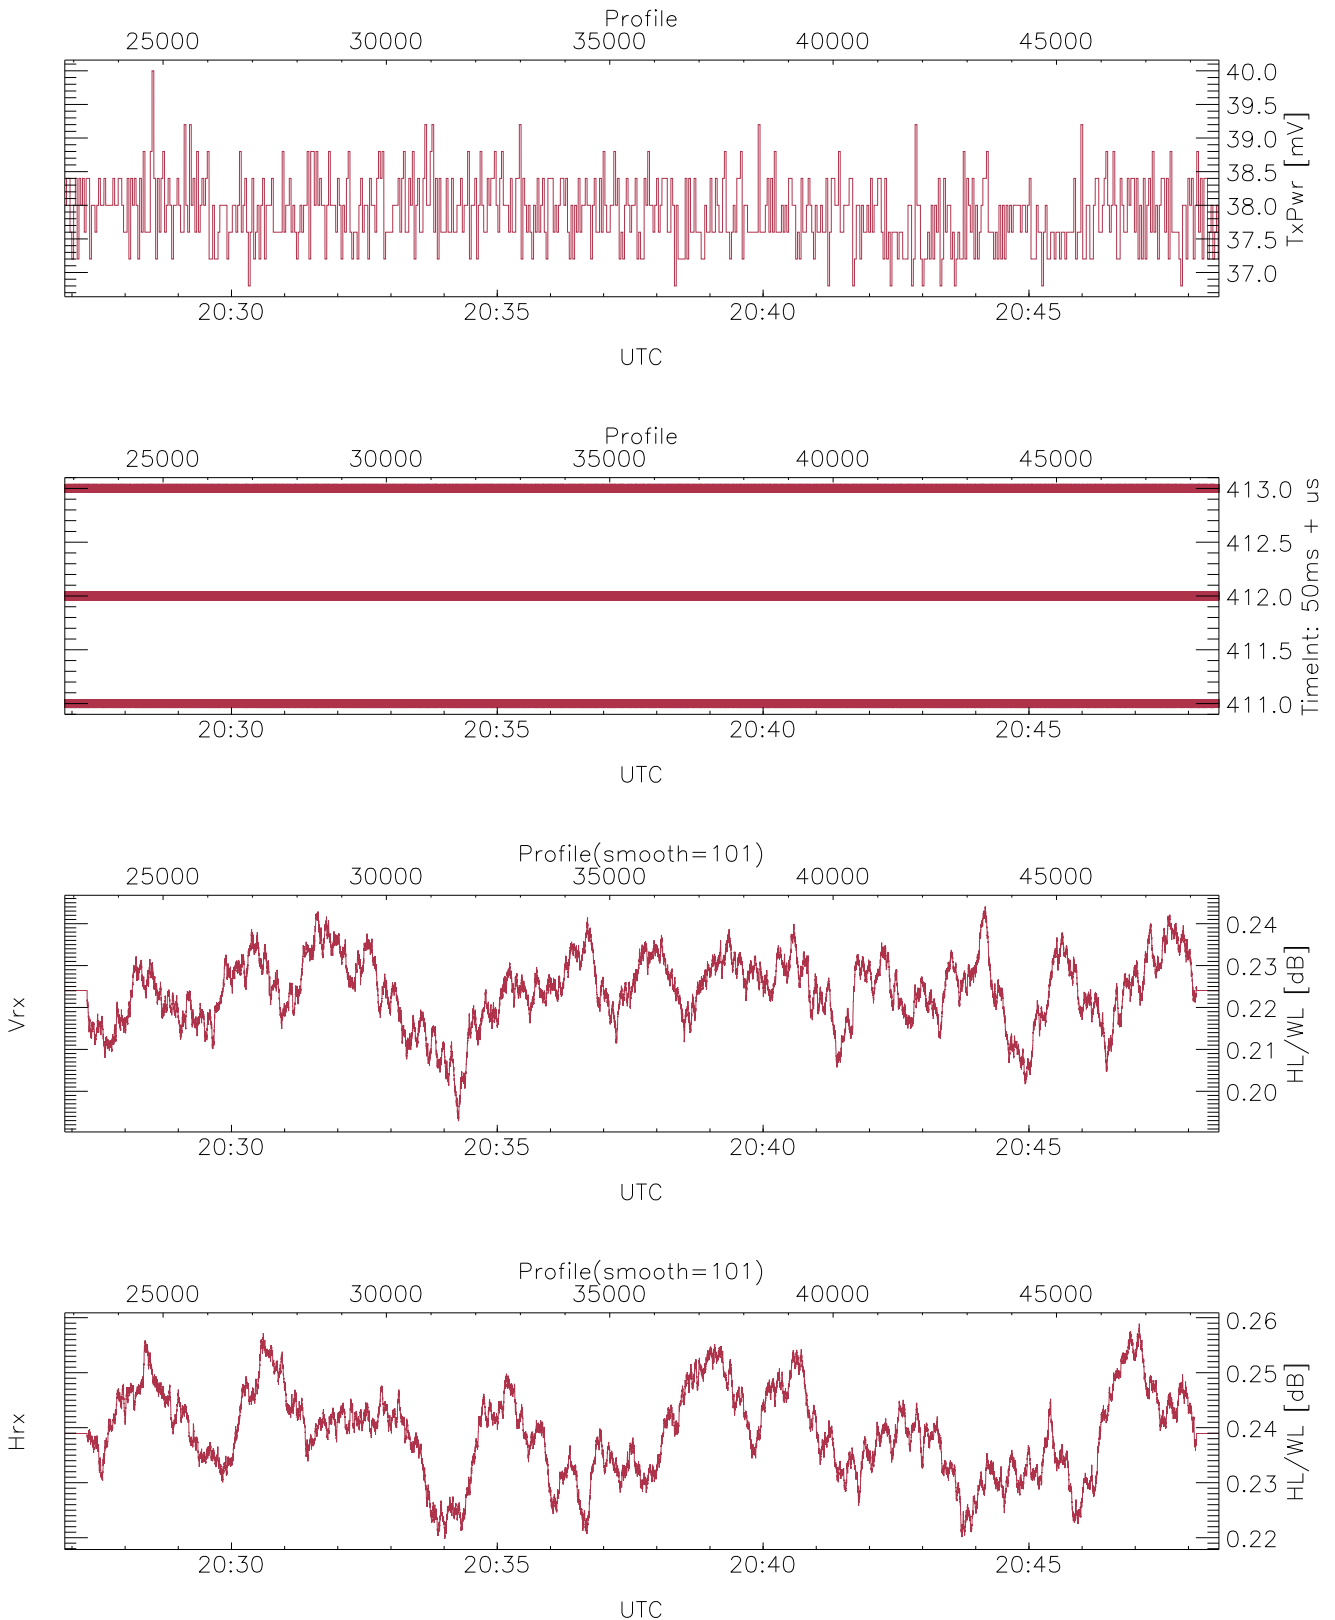 Profile
25000 30000 35000 40000 45000
40.0
39.5
39.0
38.5
38.0
37.5
37.0
TxPwr [mV]
20:30 20:35 20:40 20:45
UTC
Profile
25000 30000 35000 40000 45000
413.0
412.5
412.0
411.5
411.0
TimeInt: 50ms + us
20:30 20:35 20:40 20:45
UTC
Profile(smooth=101)
25000 30000 35000 40000 45000
Vrx
0.24
0.23
0.22
0.21
0.20
HL/WL [dB]
20:30 20:35 20:40 20:45
UTC
Profile(smooth=101)
25000 30000 35000 40000 45000
Hrx
0.26
0.25
0.24
0.23
0.22
HL/WL [dB]
20:30 20:35 20:40 20:45
UTC